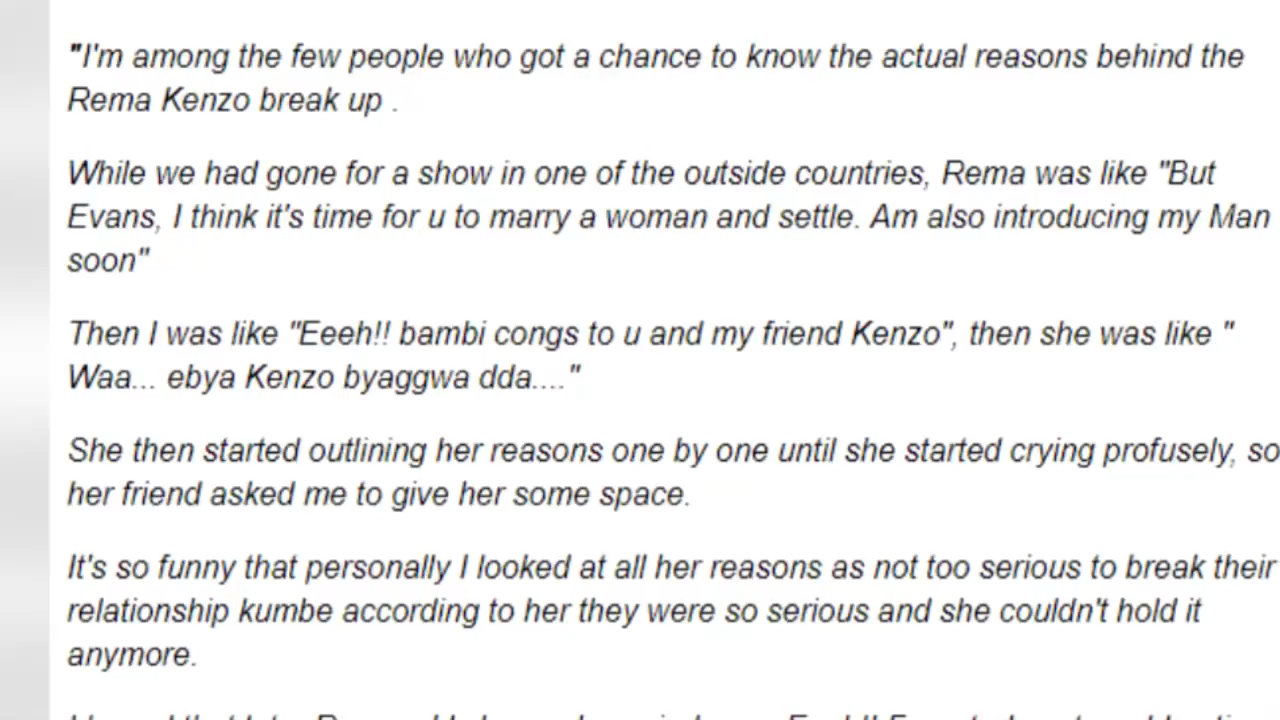 "I'm among the few people who got a chance to know the actual reasons behind the
Rema Kenzo break up .
While we had gone for a show in one of the outside countries, Rema was like "But
Evans, I think it's time for u to marry a woman and settle. Am also introducing my Man
soon"
Then I was like "Eeeh!! bambi congs to u and my friend Kenzo", then she was like "
Waa... ebya Kenzo byaggwa dda...."
She then started outlining her reasons one by one until she started crying profusely, so
her friend asked me to give her some space.
It's so funny that personally I looked at all her reasons as not too serious to break their
relationship kumbe according to her they were so serious and she couldn't hold it
anymore.